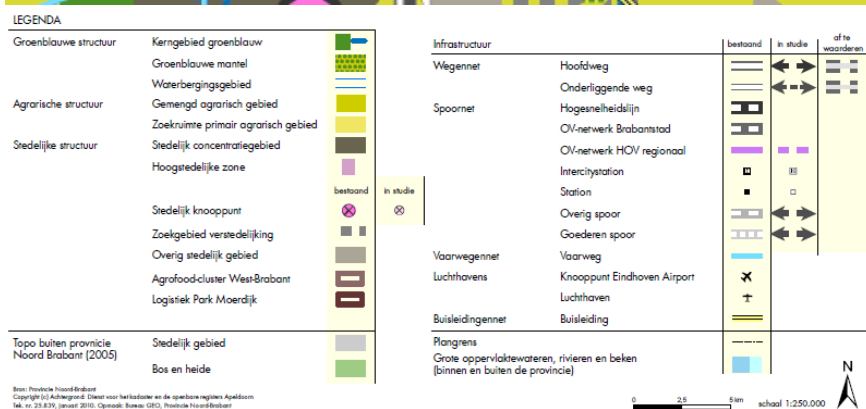 LEGENDA
Groenblauwe structuur Kerngebied groenblauw
Groenblauwe mantel
Waterbergingsgebied
Agrarische structuur Gemengd agrarisch gebied
Zoekruimte primair agrarisch gebied
Stedelijke structuur Stedelijk concentratiegebied
Hoogstedelijke zone
bestaand in studie
Stedelijk knooppunt
Zoekgebied verstedelijking
Overig stedelijk gebied
Agrofood-cluster West-Brabant
Logistiek Park Moerdijk
Topo buiten provnicie Stedelijk gebied
Noord Brabant (2005)
Bos en heide
Bron: Provincie Noord-Brabant
Copyright (c) Achtergrond: Dienst voor het kadaster en de openbare registers Apeldoorn
Tek. nr. 25.839, januari 2010. Opmaak: Bureau GEO, Provincie Noord-Brabant
Infrastructuur bestaand in studie af te waarderen
Wegennet Hoofdweg
Onderliggende weg
Spoornet Hogesnelheidslijn
OV-netwerk Brabantstad
OV-netwerk HOV regionaal
Intercitystation
Station
Overig spoor
Goederen spoor
Vaarwegennet Vaarweg
Luchthavens Knooppunt Eindhoven Airport
Luchthaven
Buisleidingennet Buisleiding
Plangrens
Grote oppervlaktewateren, rivieren en beken
(binnen en buiten de provincie)
N
0 2,5 5 km schaal 1:250.000